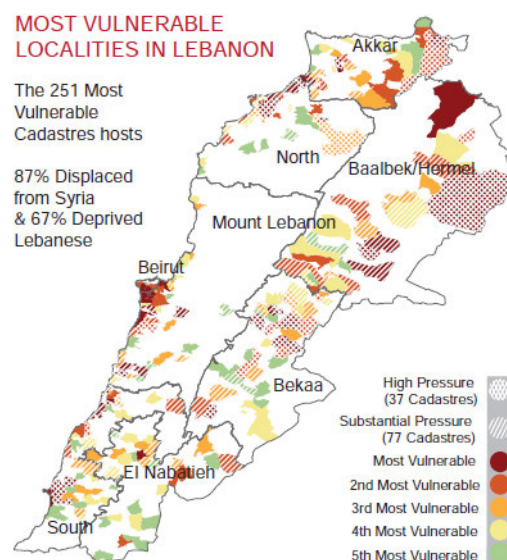 MOST VULNERABLE
LOCALITIES IN LEBANON
The 251 Most
Vulnerable
Cadastres hosts
87% Displaced
from Syria
& 67% Deprived
Lebanese
Akkar
North
Baalbek/Hermel
Mount Lebanon
Beirut
Bekaa
El Nabatieh
South
High Pressure
(37 Cadastres)
Substantial Pressure
(77 Cadastres)
Most Vulnerable
2nd Most Vulnerable
3rd Most Vulnerable
4th Most Vulnerable
5th Most Vulnerable